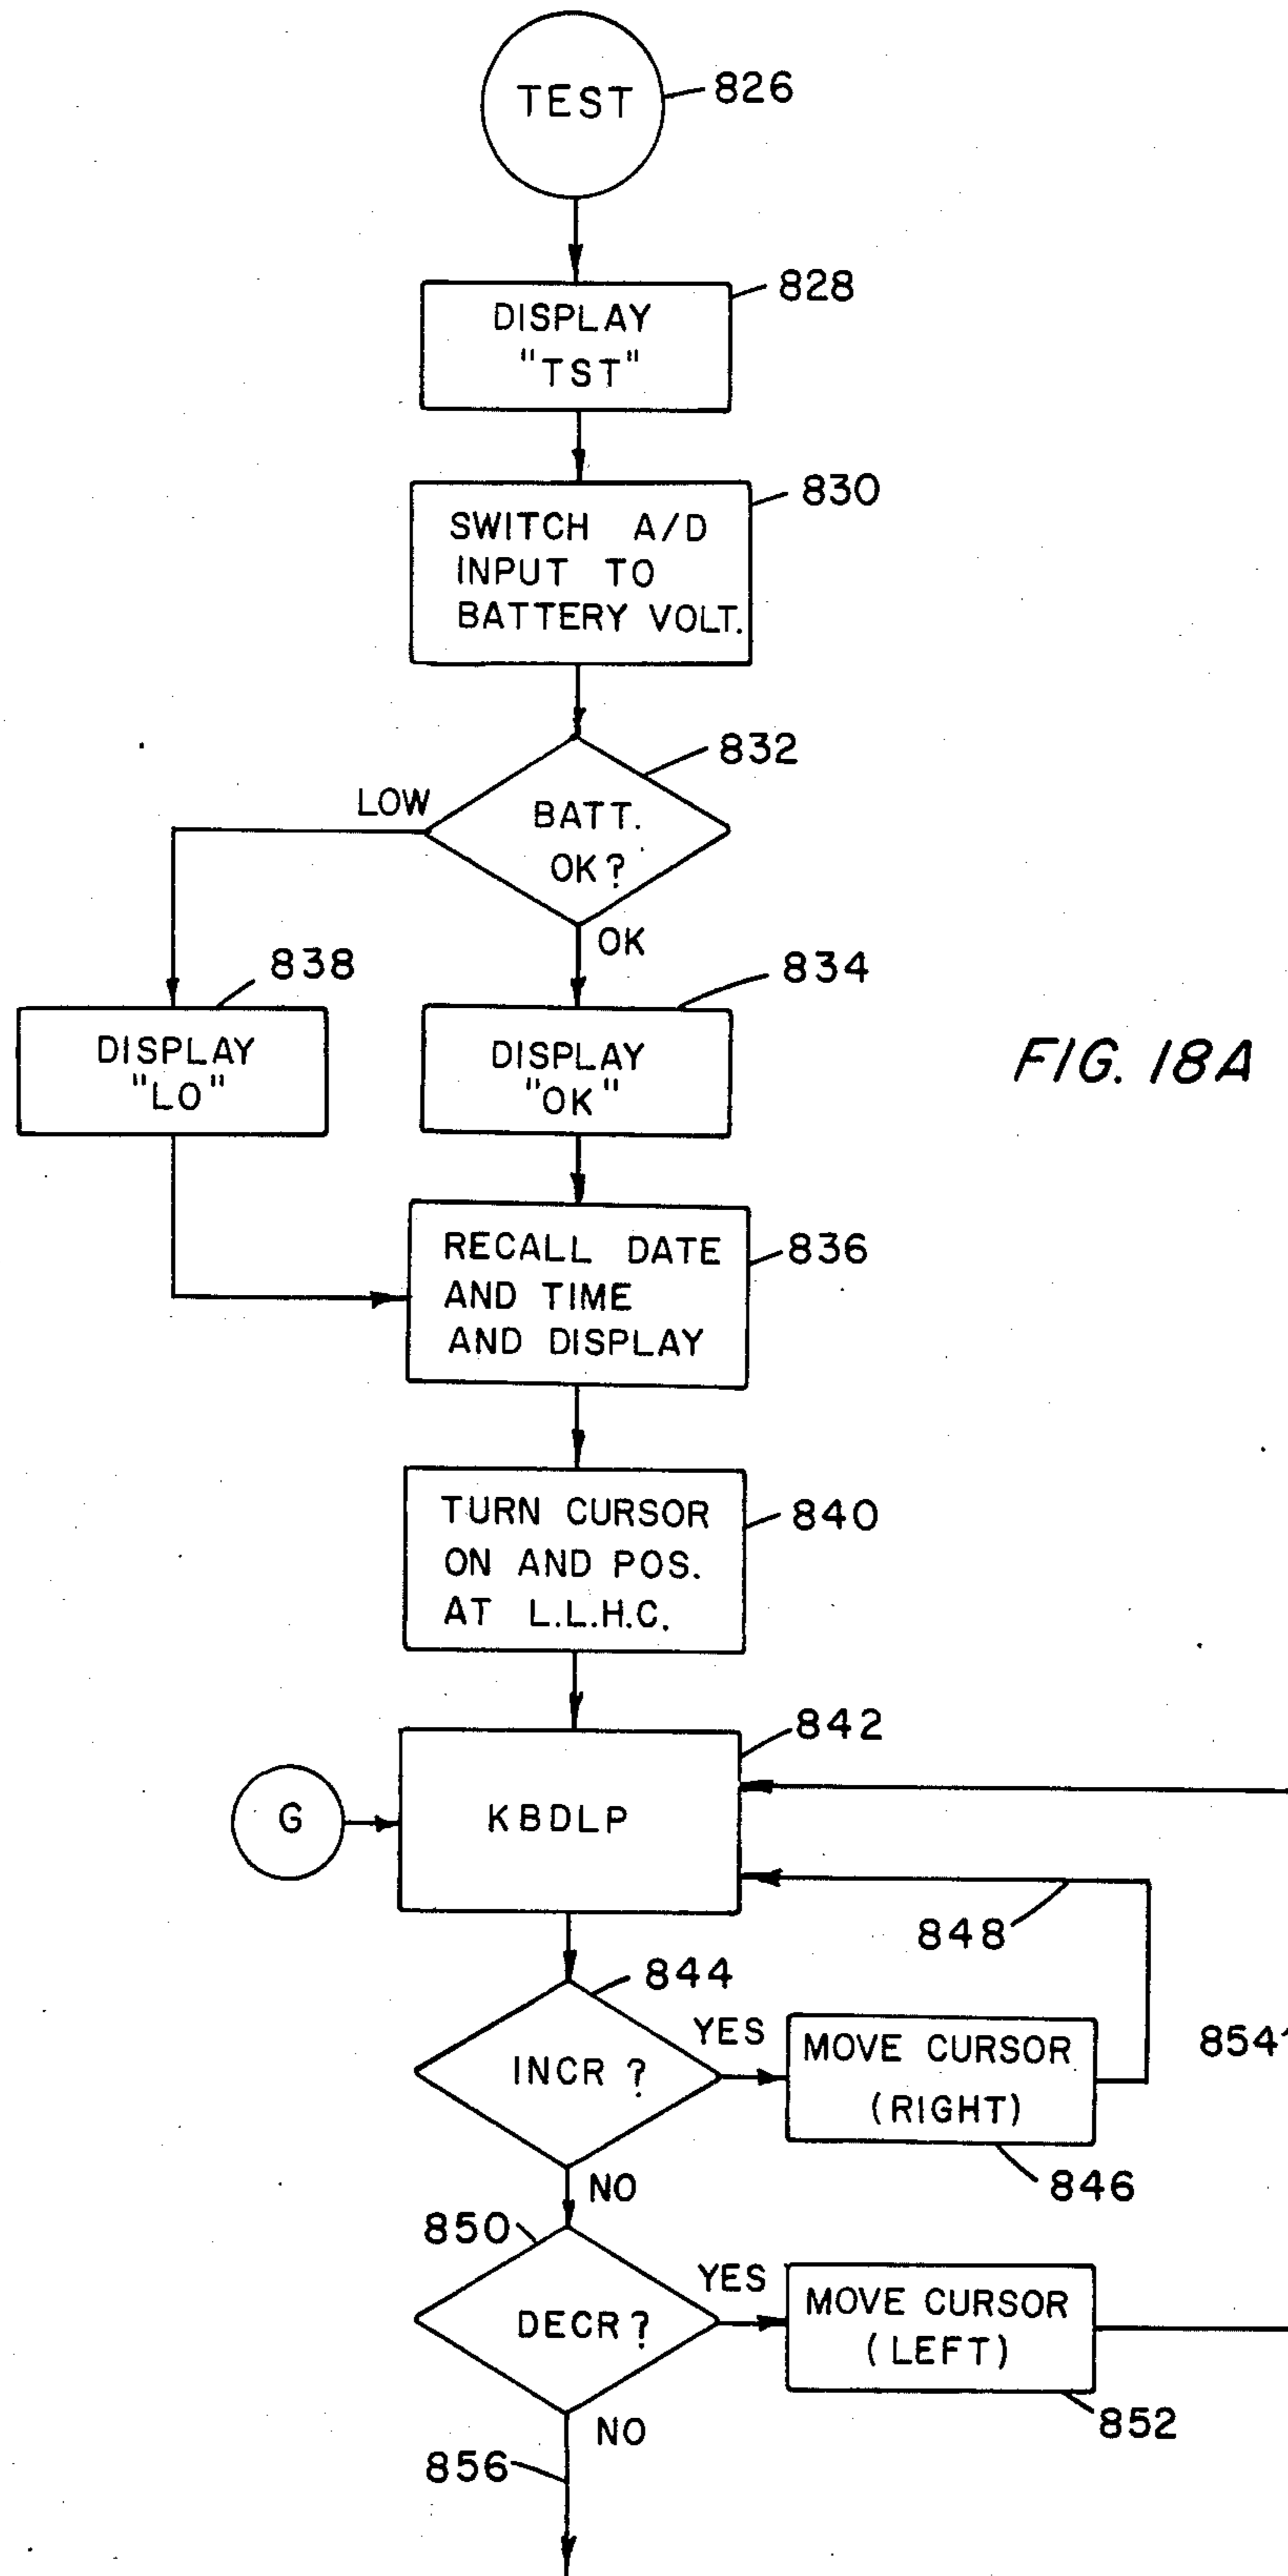 TEST
826
DISPLAY
"TST"
828
SWITCH A/D
INPUT TO
BATTERY VOLT.
830
BATT.
OK?
832
LOW
OK
838
DISPLAY
"LO"
834
DISPLAY
"OK"
FIG. 18A
RECALL DATE
AND TIME
AND DISPLAY
836
TURN CURSOR
ON AND POS.
AT L.L.H.C.
840
842
G
KBDLP
848
844
INCR ?
YES
MOVE CURSOR
(RIGHT)
854
846
NO
850
DECR ?
YES
MOVE CURSOR
(LEFT)
852
NO
856